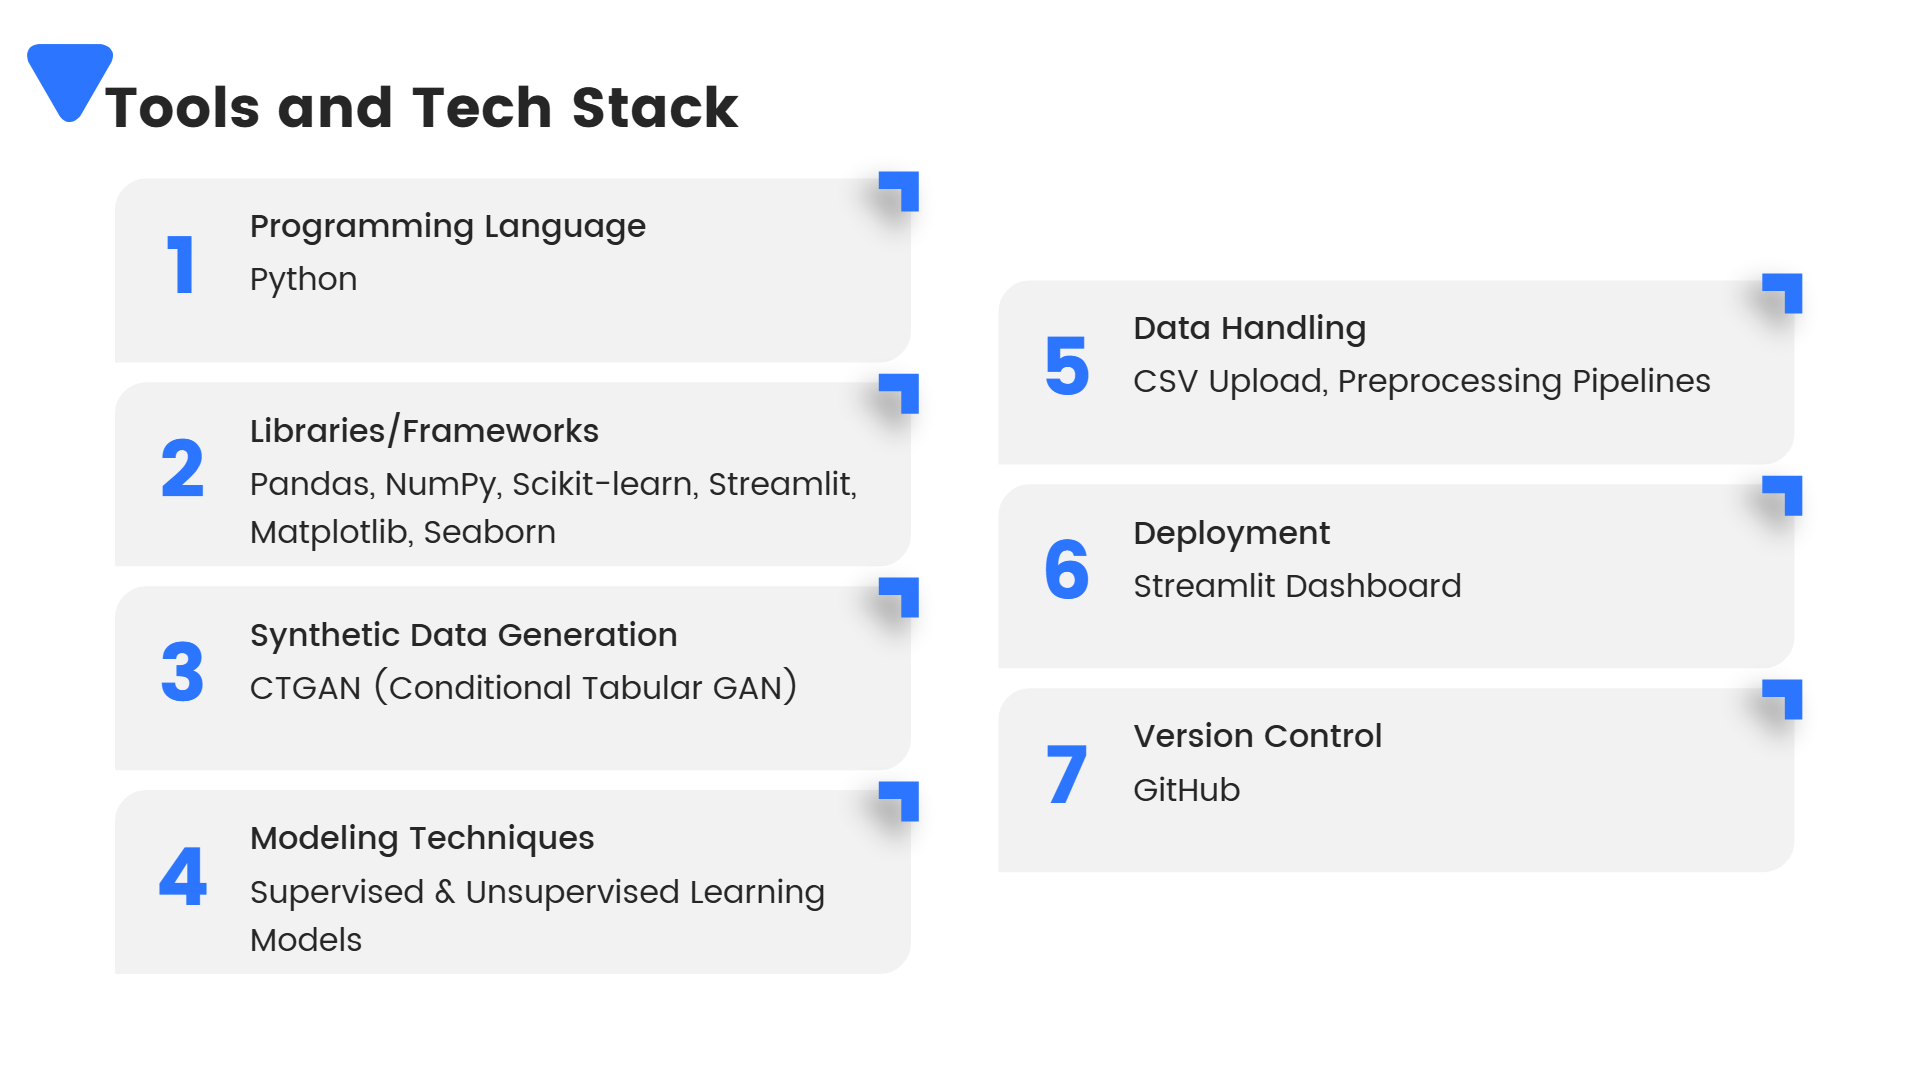 Tools and Tech Stack
1
Programming Language
Python
2
Libraries/Frameworks
Pandas, NumPy, Scikit-learn, Streamlit,
Matplotlib, Seaborn
3
Synthetic Data Generation
CTGAN (Conditional Tabular GAN)
4
Modeling Techniques
Supervised & Unsupervised Learning
Models
5
Data Handling
CSV Upload, Preprocessing Pipelines
6
Deployment
Streamlit Dashboard
7
Version Control
GitHub